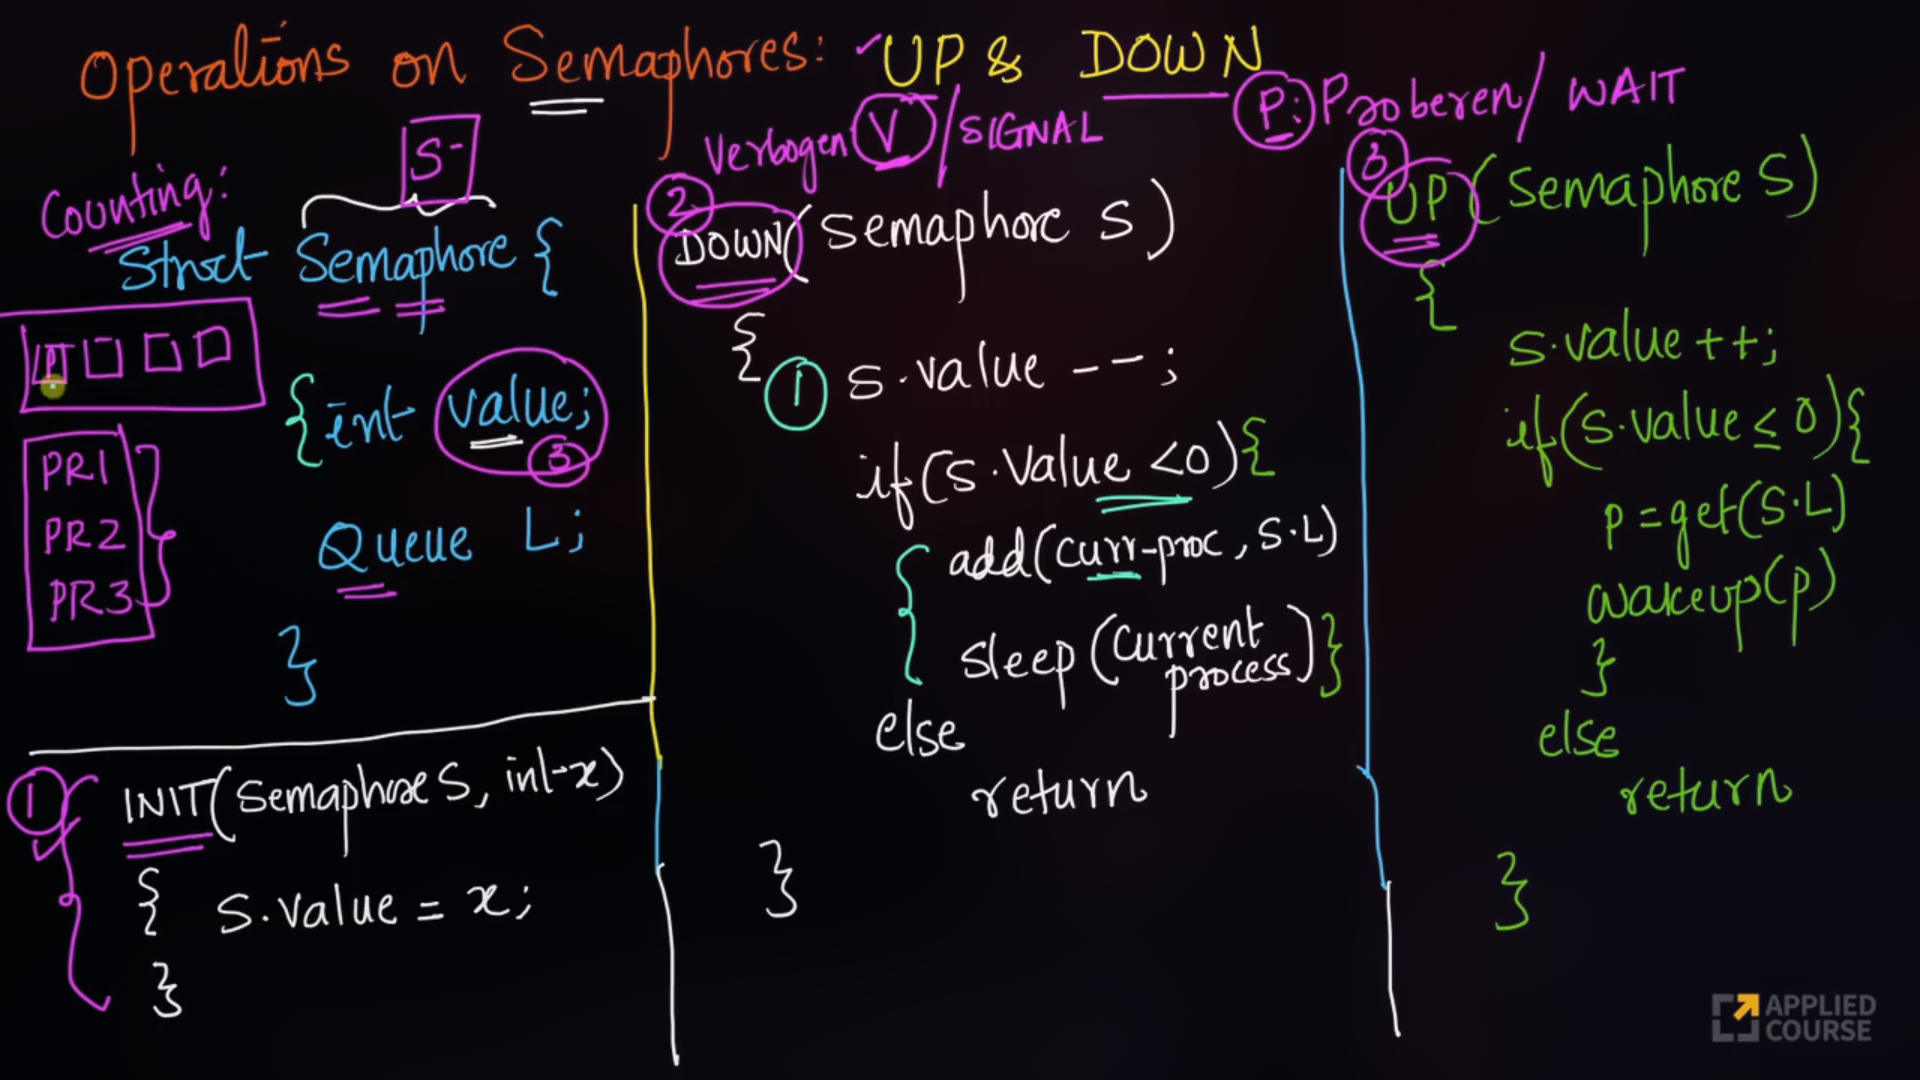 Operations on Semaphores: UP & DOWN
Verbogen V / SIGNAL
P: Proberen / WAIT
Counting:
S
Struct Semaphore {
{ int value;
3
Queue L;
}
PR1
PR2
PR3
1 INIT(Semaphore S, int x)
{ S.value = x;
}
2
DOWN(Semaphore S)
{
1 S.value --;
if(S.Value <0){
{ add(curr-proc, S.L)
sleep(Current process)}
else
return
}
3
UP(Semaphore S)
{
S.value ++;
if(S.value ≤ 0){
p = get(S.L)
wakeup(p)
}
else
return
}
APPLIED
COURSE